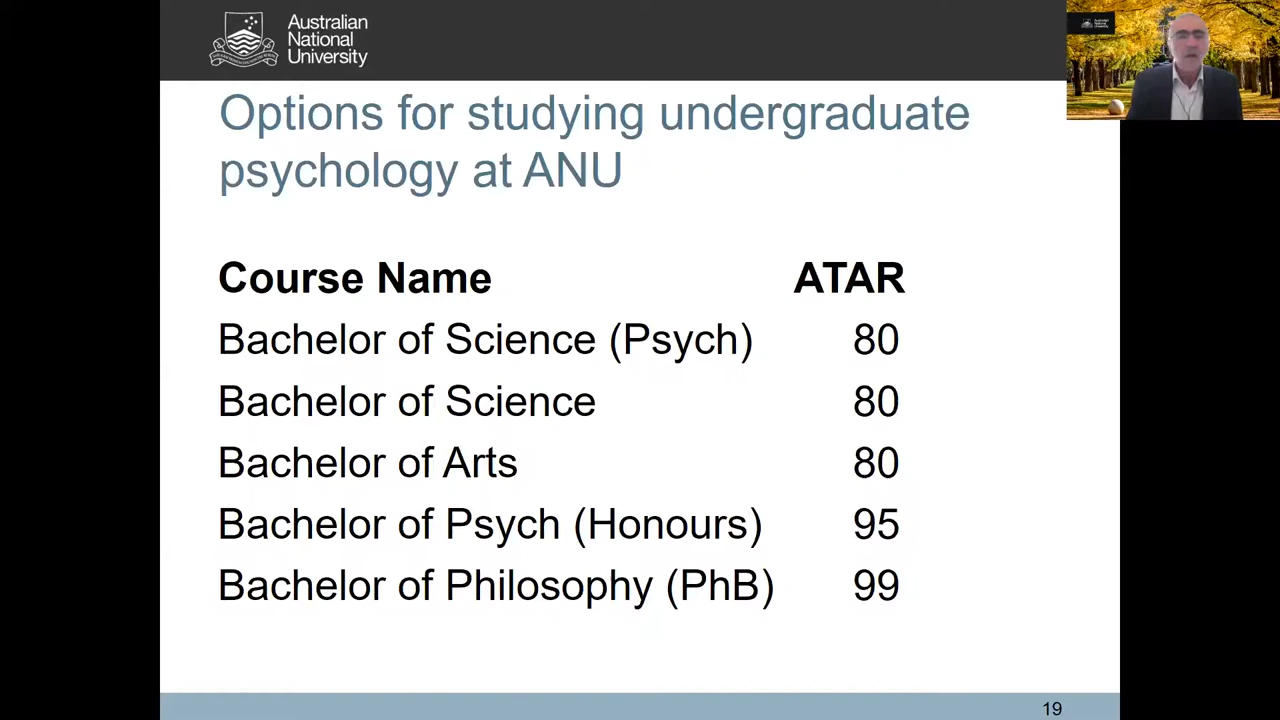 Australian
National
University
Options for studying undergraduate
psychology at ANU
Course Name ATAR
Bachelor of Science (Psych) 80
Bachelor of Science 80
Bachelor of Arts 80
Bachelor of Psych (Honours) 95
Bachelor of Philosophy (PhB) 99
19